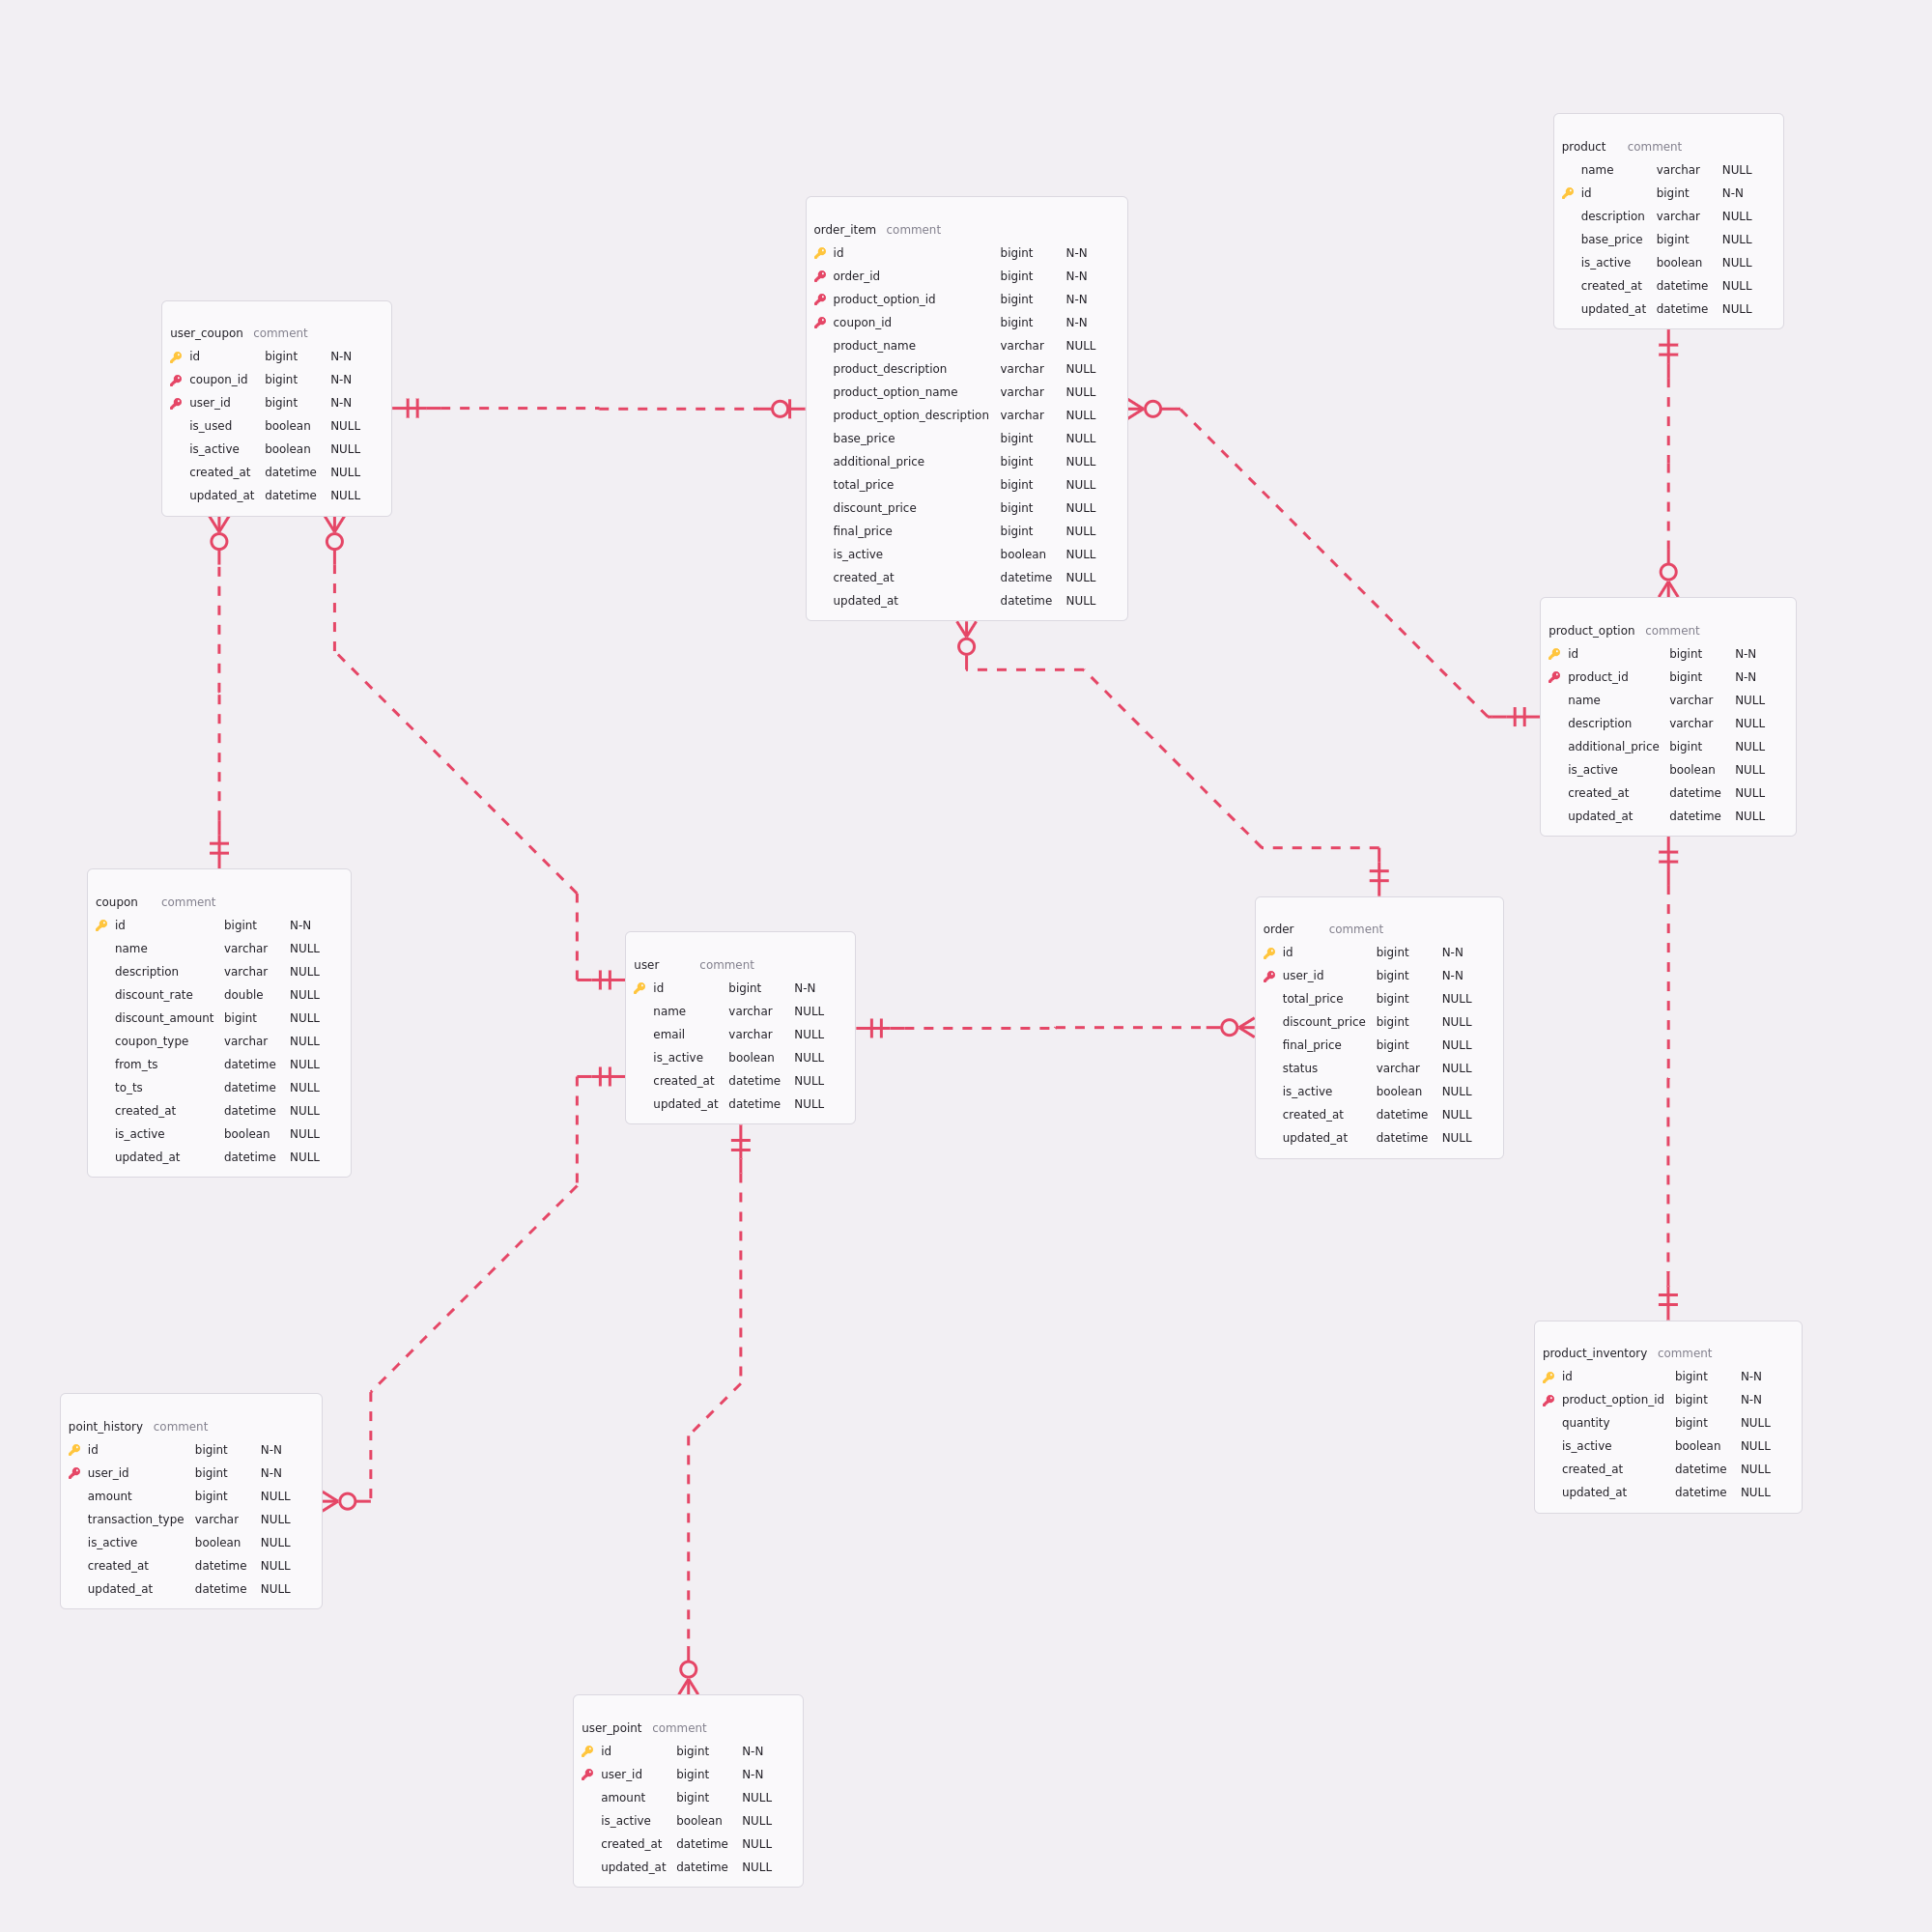 product comment
name varchar NULL
id bigint N-N
description varchar NULL
base_price bigint NULL
is_active boolean NULL
created_at datetime NULL
updated_at datetime NULL
order_item comment
id bigint N-N
order_id bigint N-N
product_option_id bigint N-N
coupon_id bigint N-N
product_name varchar NULL
product_description varchar NULL
product_option_name varchar NULL
product_option_description varchar NULL
base_price bigint NULL
additional_price bigint NULL
total_price bigint NULL
discount_price bigint NULL
final_price bigint NULL
is_active boolean NULL
created_at datetime NULL
updated_at datetime NULL
user_coupon comment
id bigint N-N
coupon_id bigint N-N
user_id bigint N-N
is_used boolean NULL
is_active boolean NULL
created_at datetime NULL
updated_at datetime NULL
product_option comment
id bigint N-N
product_id bigint N-N
name varchar NULL
description varchar NULL
additional_price bigint NULL
is_active boolean NULL
created_at datetime NULL
updated_at datetime NULL
coupon comment
id bigint N-N
name varchar NULL
description varchar NULL
discount_rate double NULL
discount_amount bigint NULL
coupon_type varchar NULL
from_ts datetime NULL
to_ts datetime NULL
created_at datetime NULL
is_active boolean NULL
updated_at datetime NULL
user comment
id bigint N-N
name varchar NULL
email varchar NULL
is_active boolean NULL
created_at datetime NULL
updated_at datetime NULL
order comment
id bigint N-N
user_id bigint N-N
total_price bigint NULL
discount_price bigint NULL
final_price bigint NULL
status varchar NULL
is_active boolean NULL
created_at datetime NULL
updated_at datetime NULL
product_inventory comment
id bigint N-N
product_option_id bigint N-N
quantity bigint NULL
is_active boolean NULL
created_at datetime NULL
updated_at datetime NULL
point_history comment
id bigint N-N
user_id bigint N-N
amount bigint NULL
transaction_type varchar NULL
is_active boolean NULL
created_at datetime NULL
updated_at datetime NULL
user_point comment
id bigint N-N
user_id bigint N-N
amount bigint NULL
is_active boolean NULL
created_at datetime NULL
updated_at datetime NULL